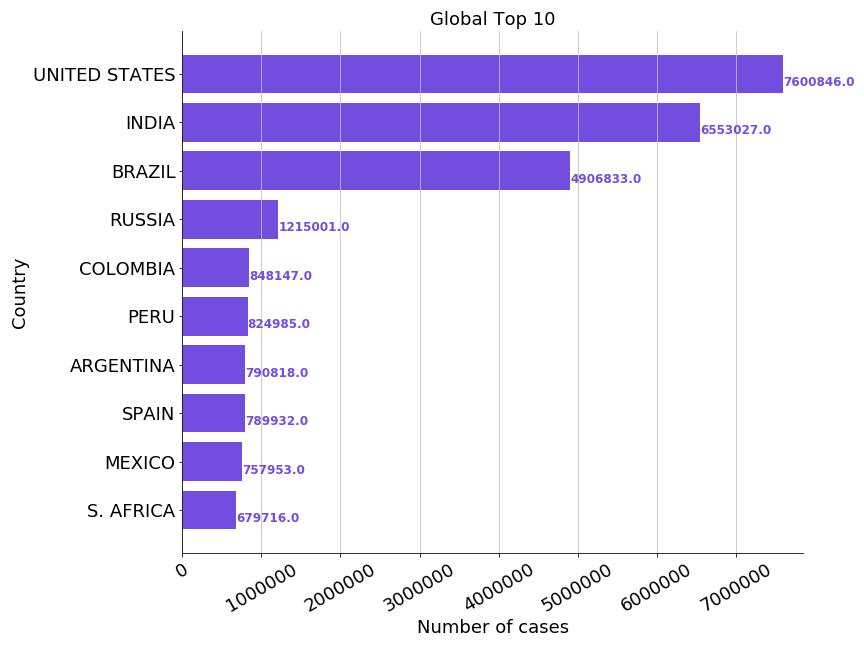 Global Top 10
Country
UNITED STATES 7600846.0
INDIA 6553027.0
BRAZIL 4906833.0
RUSSIA 1215001.0
COLOMBIA 848147.0
PERU 824985.0
ARGENTINA 790818.0
SPAIN 789932.0
MEXICO 757953.0
S. AFRICA 679716.0
0 1000000 2000000 3000000 4000000 5000000 6000000 7000000
Number of cases